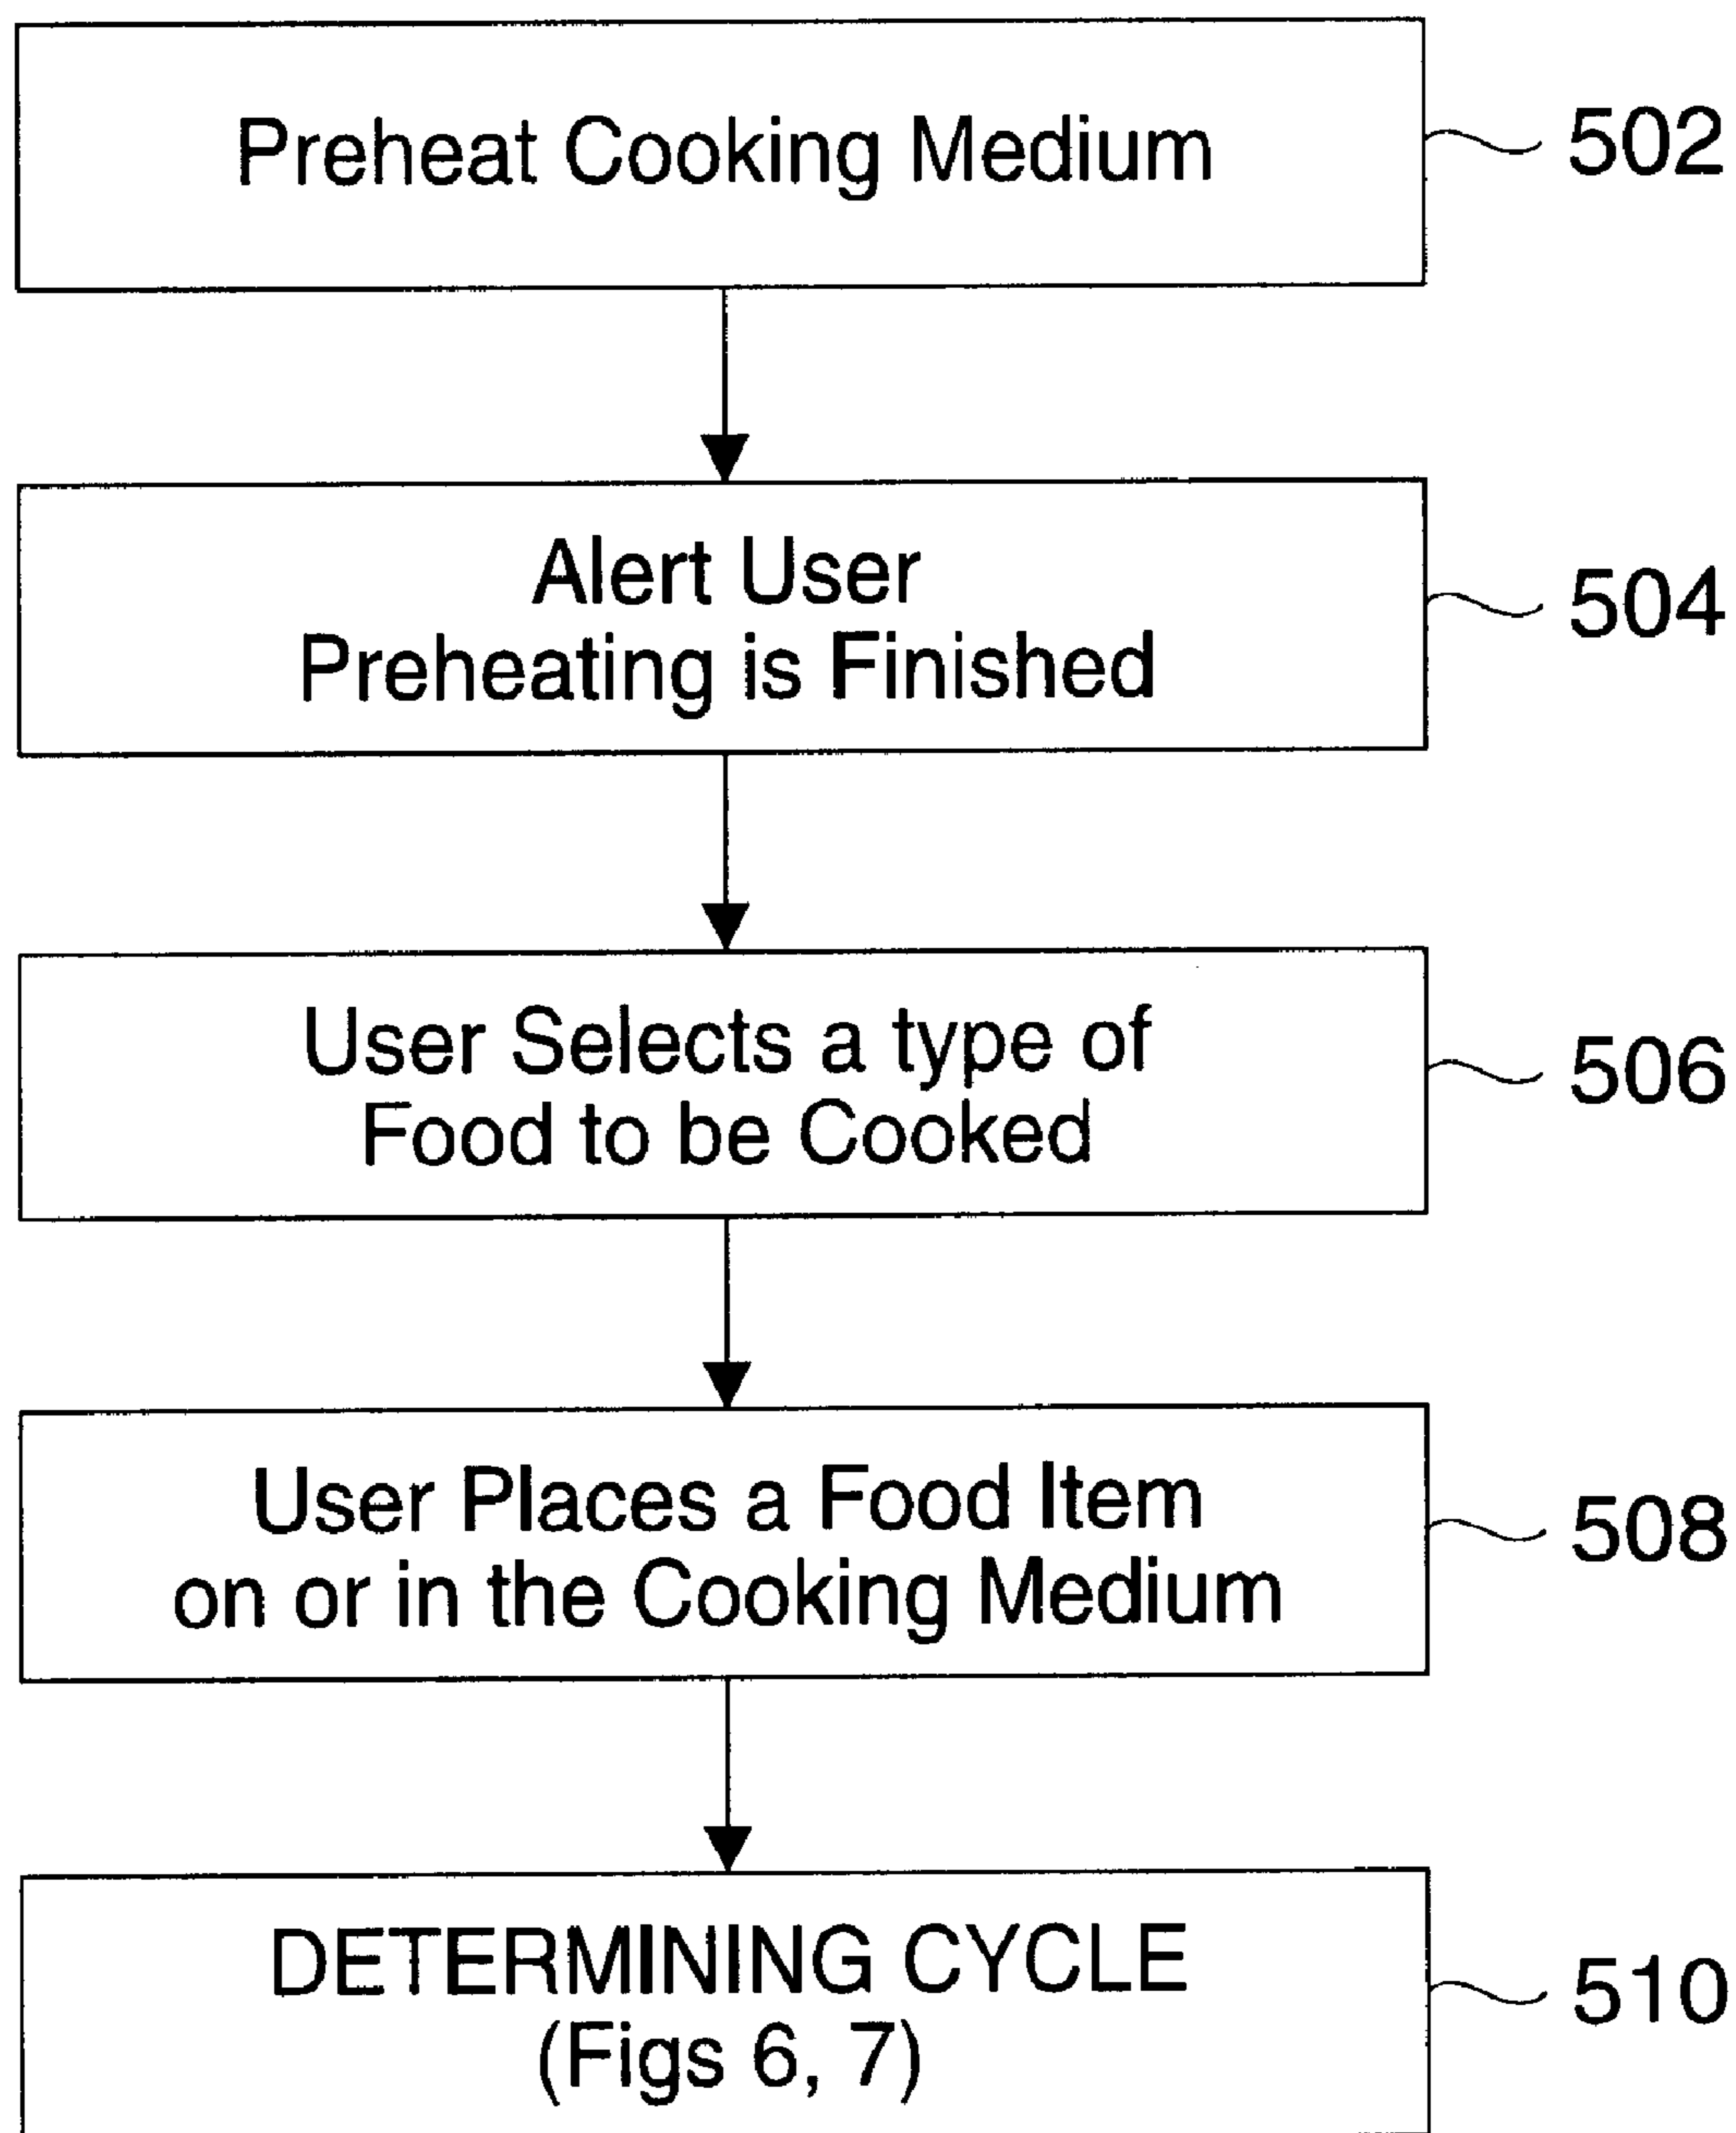 Preheat Cooking Medium
502
Alert User
Preheating is Finished
504
User Selects a type of
Food to be Cooked
506
User Places a Food Item
on or in the Cooking Medium
508
DETERMINING CYCLE
(Figs 6, 7)
510